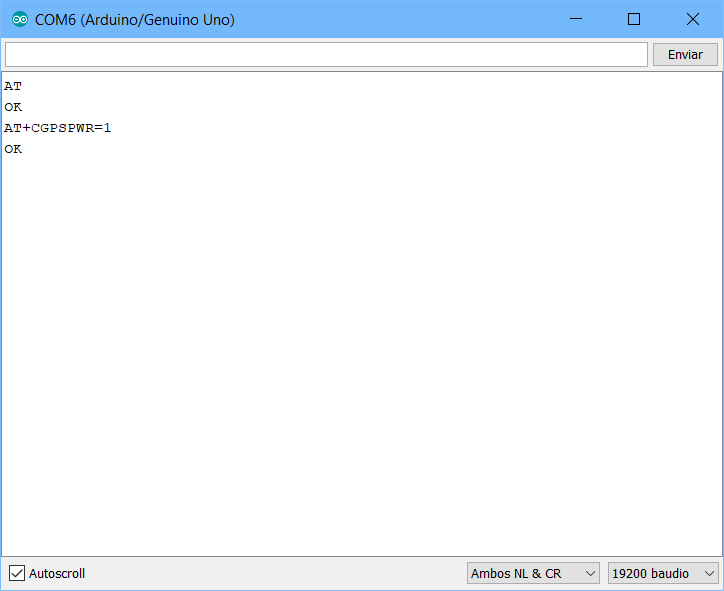 COM6 (Arduino/Genuino Uno)
Enviar
AT
OK
AT+CGPSPWR=1
OK
Autoscroll
Ambos NL & CR
19200 baudio